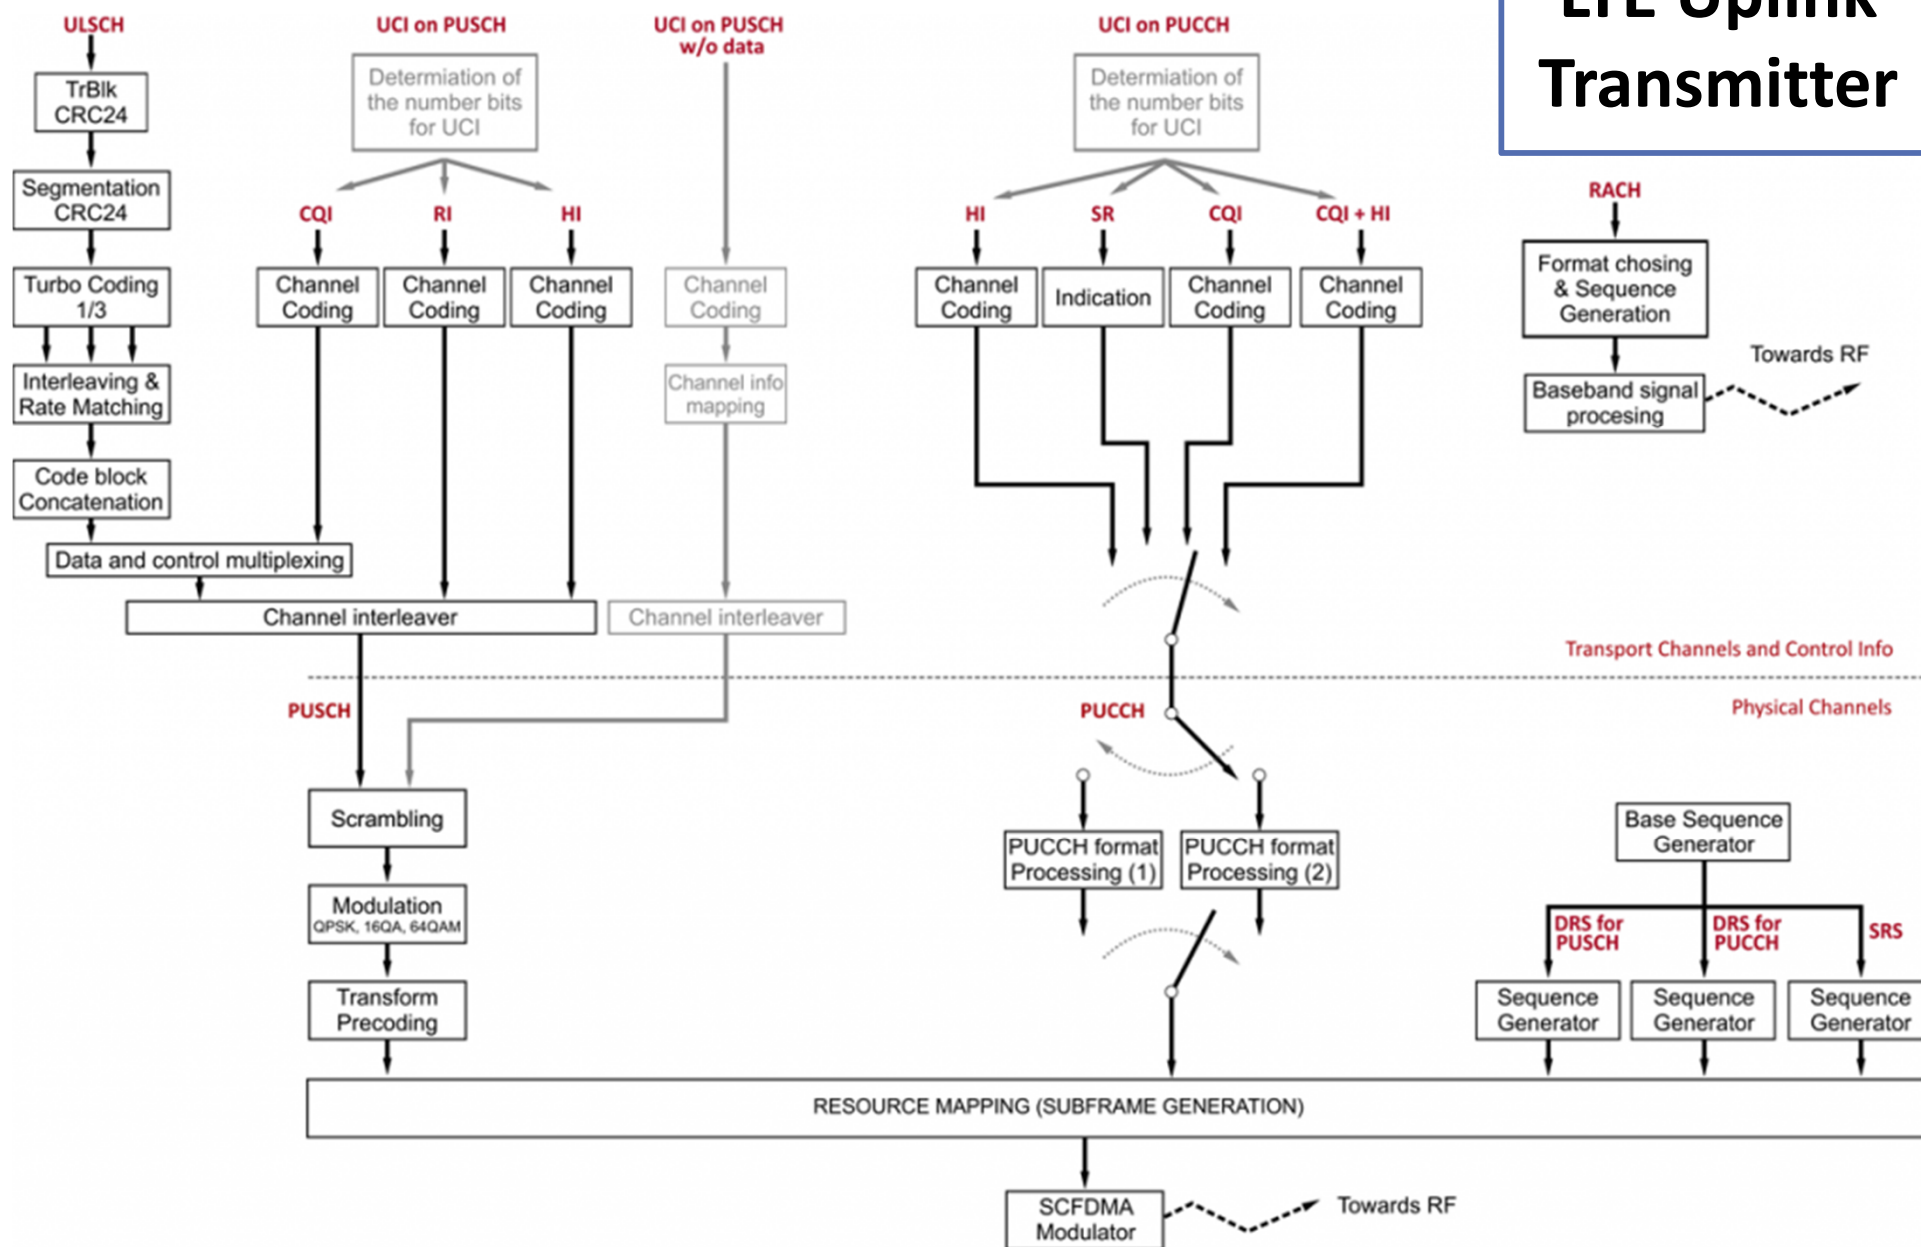 LTE Uplink
Transmitter
ULSCH
TrBlk
CRC24
Segmentation
CRC24
Turbo Coding
1/3
Interleaving &
Rate Matching
Code block
Concatenation
Data and control multiplexing
Channel interleaver
UCI on PUSCH
Determiation of
the number bits
for UCI
CQI
RI
HI
Channel
Coding
Channel
Coding
Channel
Coding
UCI on PUSCH
w/o data
Channel
Coding
Channel info
mapping
Channel interleaver
UCI on PUCCH
Determiation of
the number bits
for UCI
HI
SR
CQI
CQI + HI
Channel
Coding
Indication
Channel
Coding
Channel
Coding
RACH
Format chosing
& Sequence
Generation
Baseband signal
procesing
Towards RF
Transport Channels and Control Info
Physical Channels
PUSCH
Scrambling
Modulation
QPSK, 16QA, 64QAM
Transform
Precoding
PUCCH
PUCCH format
Processing (1)
PUCCH format
Processing (2)
Base Sequence
Generator
DRS for
PUSCH
DRS for
PUCCH
SRS
Sequence
Generator
Sequence
Generator
Sequence
Generator
RESOURCE MAPPING (SUBFRAME GENERATION)
SCFDMA
Modulator
Towards RF